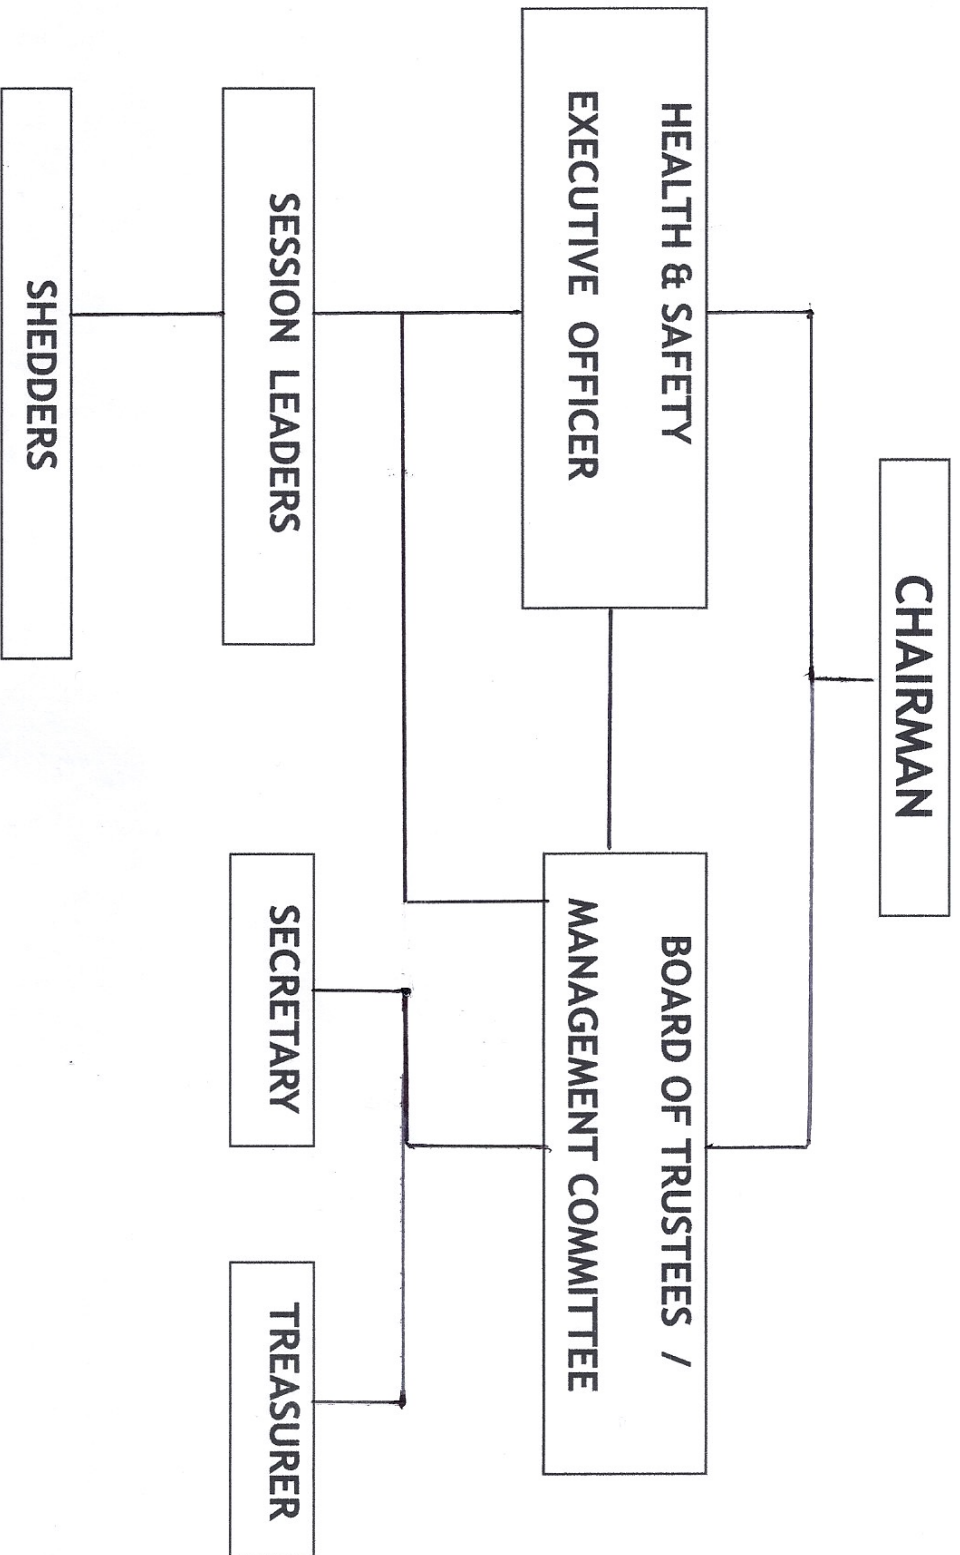 CHAIRMAN
HEALTH & SAFETY
EXECUTIVE OFFICER
BOARD OF TRUSTEES /
MANAGEMENT COMMITTEE
SESSION LEADERS
SECRETARY
TREASURER
SHEDDERS